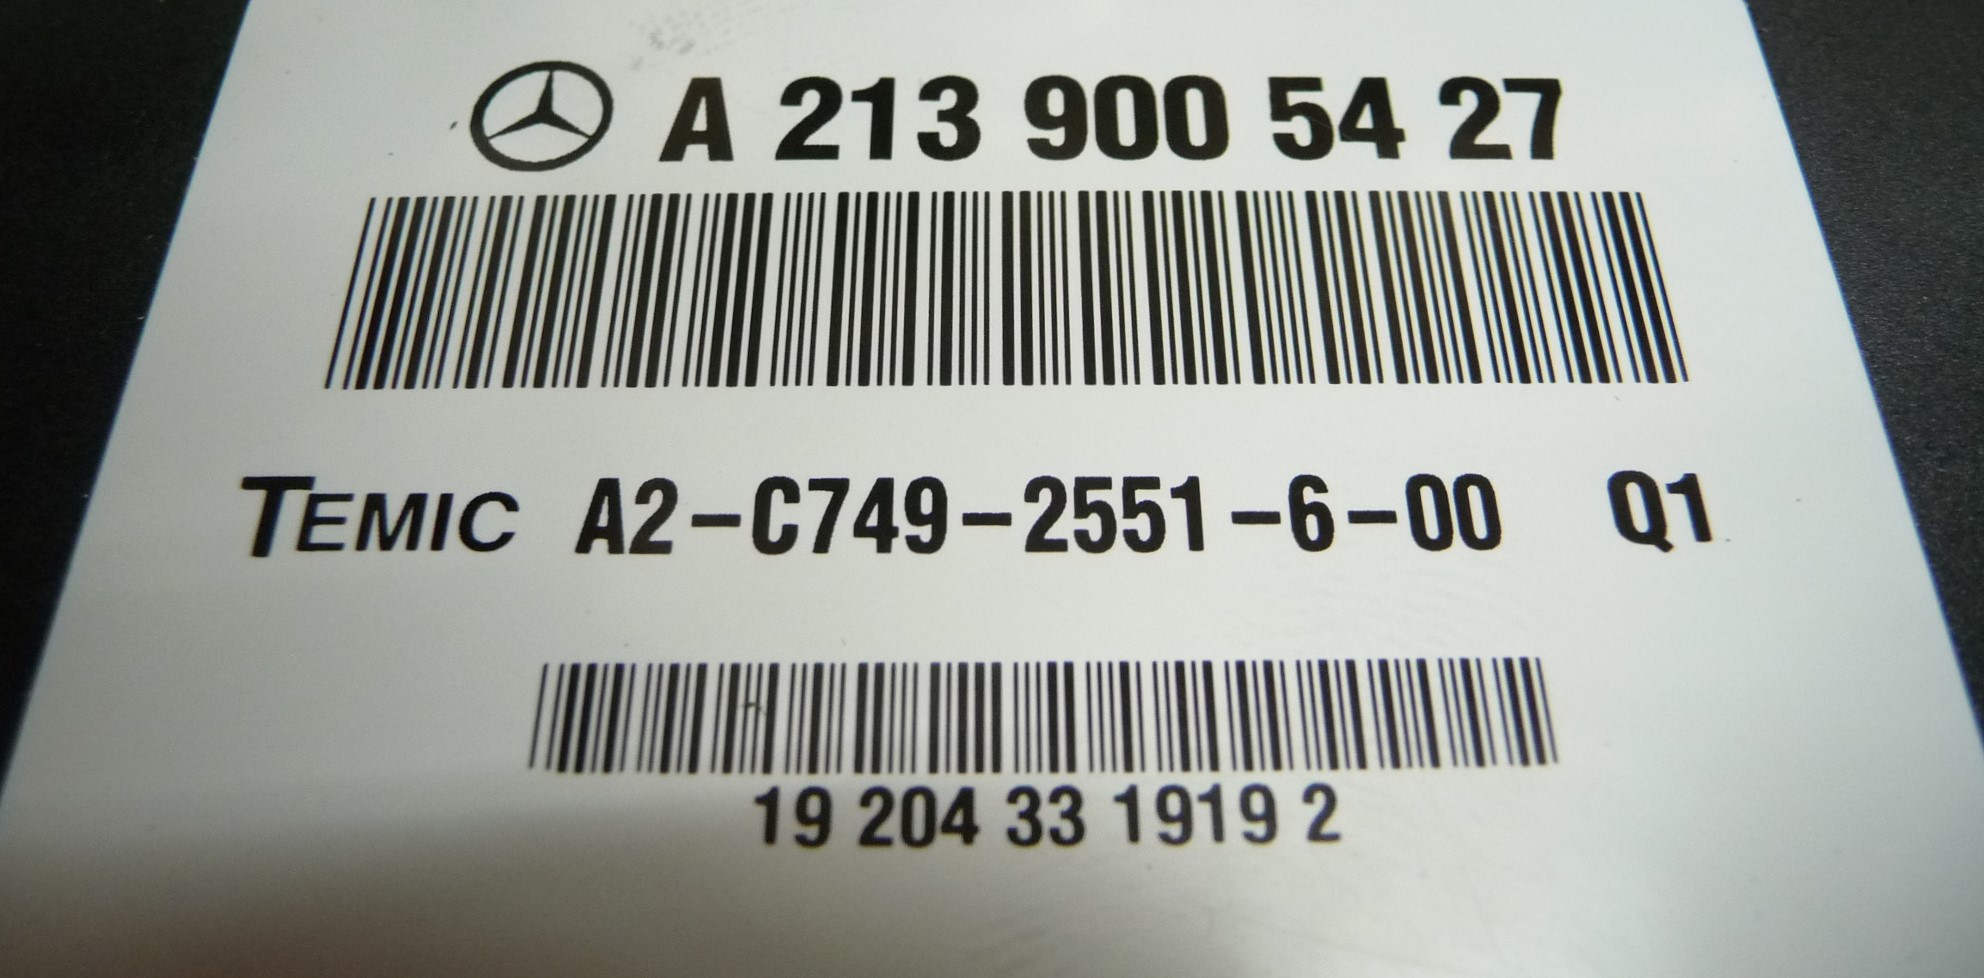 A 213 900 54 27
TEMIC A2-C749-2551-6-00 Q1
19 204 33 1919 2